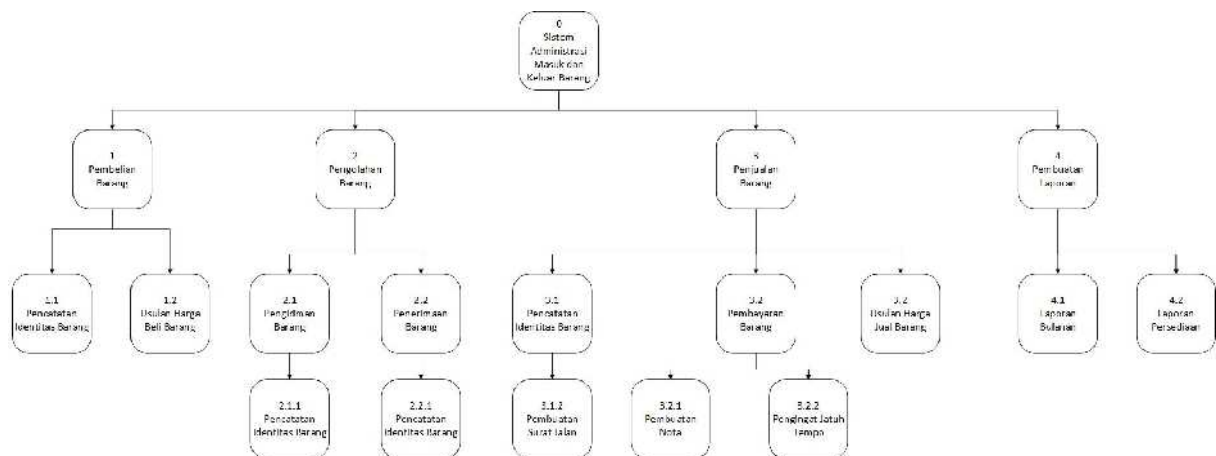 0
Sistem
Administrasi
Masuk dan
Keluar Barang
1
Pembelian
Barang
2
Pengolahan
Barang
3
Penjualan
Barang
4
Pembuatan
Laporan
1.1
Pencatatan
Identitas Barang
1.2
Usulan Harga
Beli Barang
2.1
Pengiriman
Barang
2.2
Penerimaan
Barang
3.1
Pencatatan
Identitas Barang
3.2
Pembayaran
Barang
3.2
Usulan Harga
Jual Barang
4.1
Laporan
Bulanan
4.2
Laporan
Persediaan
2.1.1
Pencatatan
Identitas Barang
2.2.1
Pencatatan
Identitas Barang
3.1.2
Pembuatan
Surat Jalan
3.2.1
Pembuatan
Nota
3.2.2
Pengingat Jatuh
Tempo